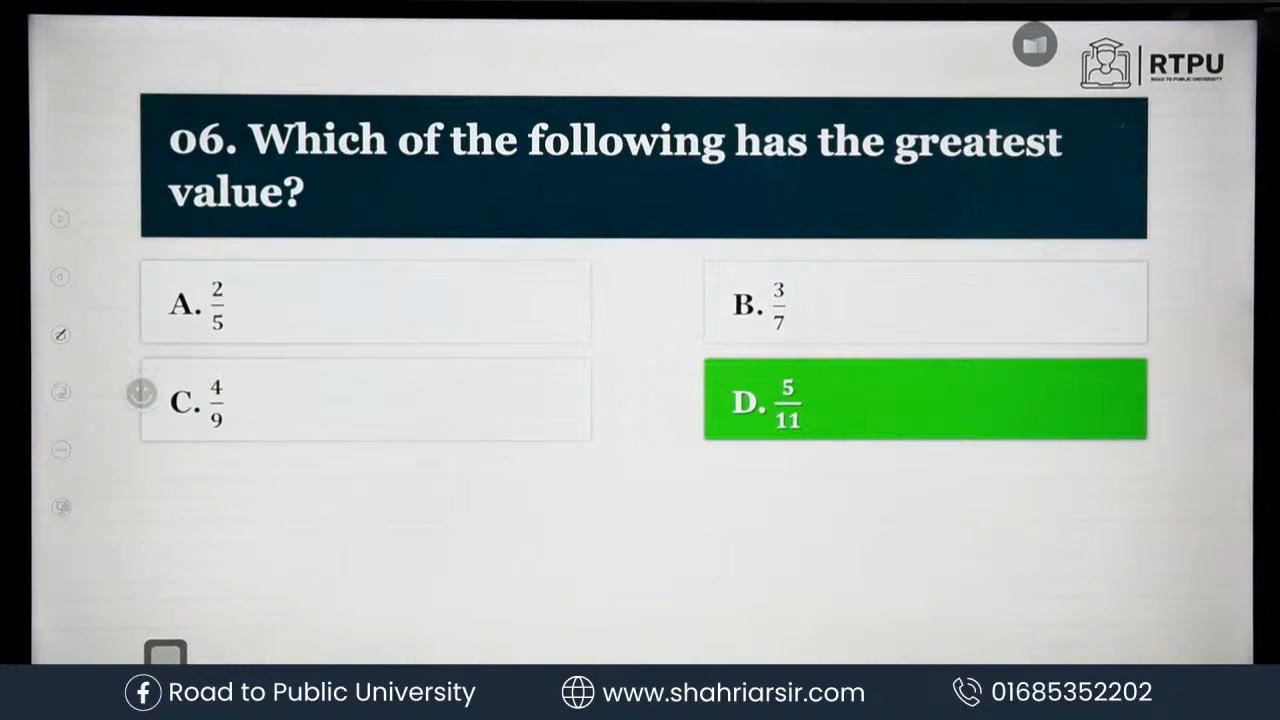 RTPU
ROAD TO PUBLIC UNIVERSITY
06. Which of the following has the greatest
value?
A. 2/5
B. 3/7
C. 4/9
D. 5/11
Road to Public University
www.shahriarsir.com
01685352202